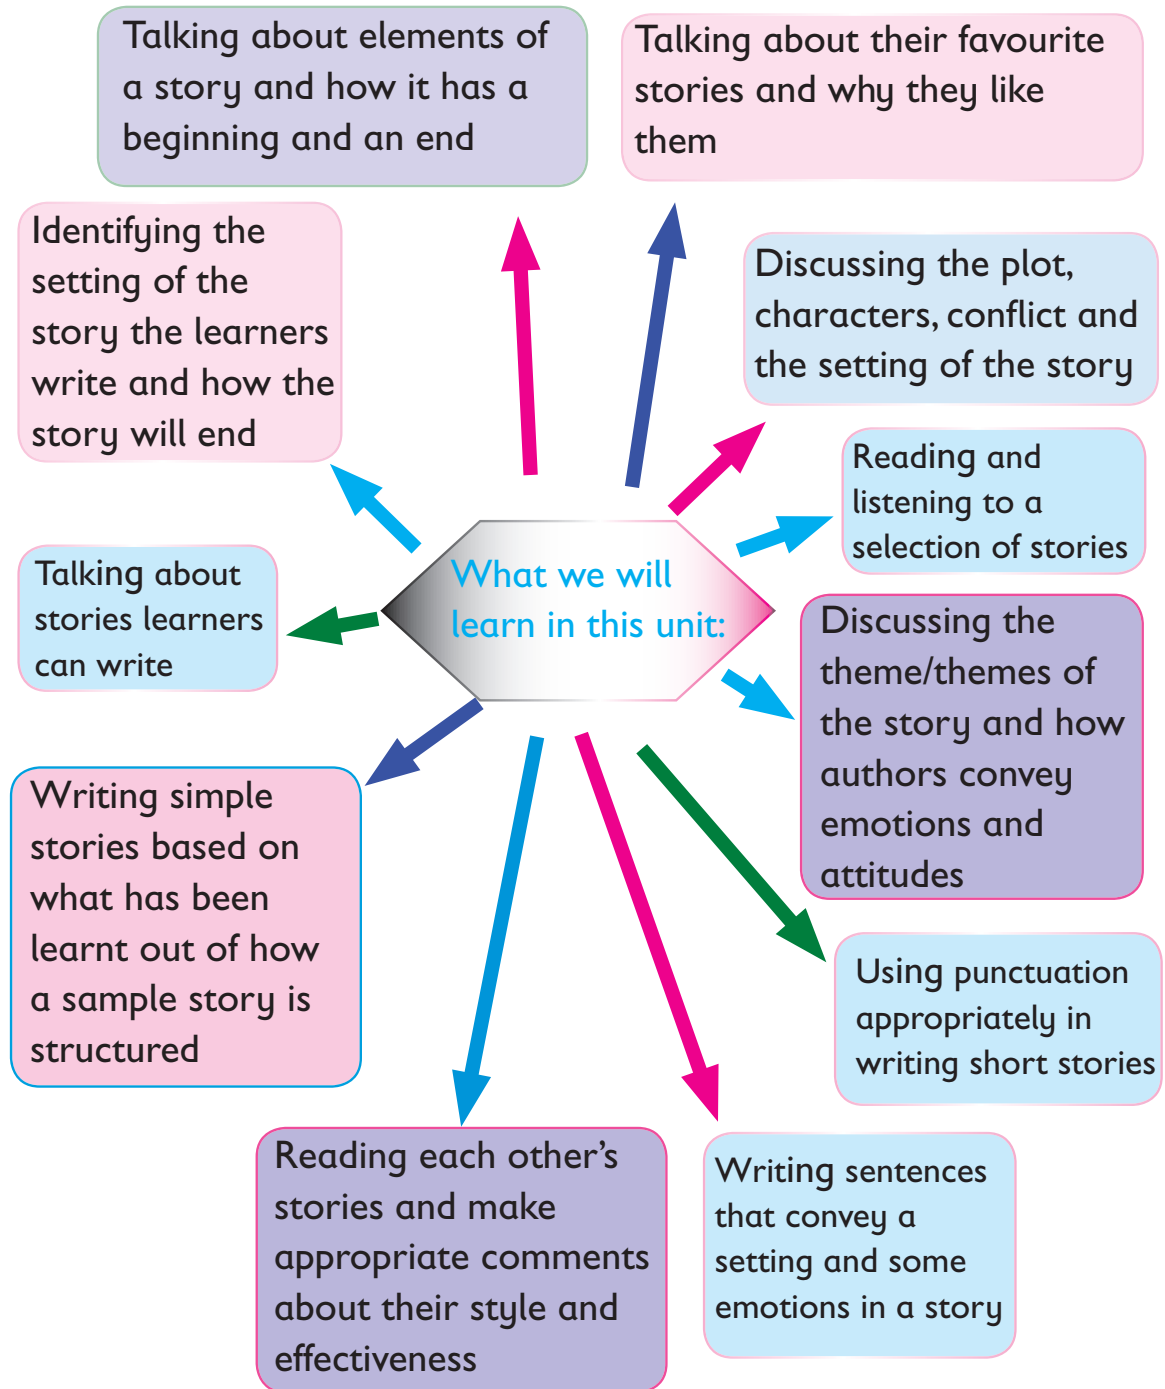 Talking about elements of
a story and how it has a
beginning and an end
Talking about their favourite
stories and why they like
them
Identifying the
setting of the
story the learners
write and how the
story will end
Discussing the plot,
characters, conflict and
the setting of the story
Reading and
listening to a
selection of stories
What we will
learn in this unit:
Talking about
stories learners
can write
Discussing the
theme/themes of
the story and how
authors convey
emotions and
attitudes
Writing simple
stories based on
what has been
learnt out of how
a sample story is
structured
Using punctuation
appropriately in
writing short stories
Reading each other’s
stories and make
appropriate comments
about their style and
effectiveness
Writing sentences
that convey a
setting and some
emotions in a story